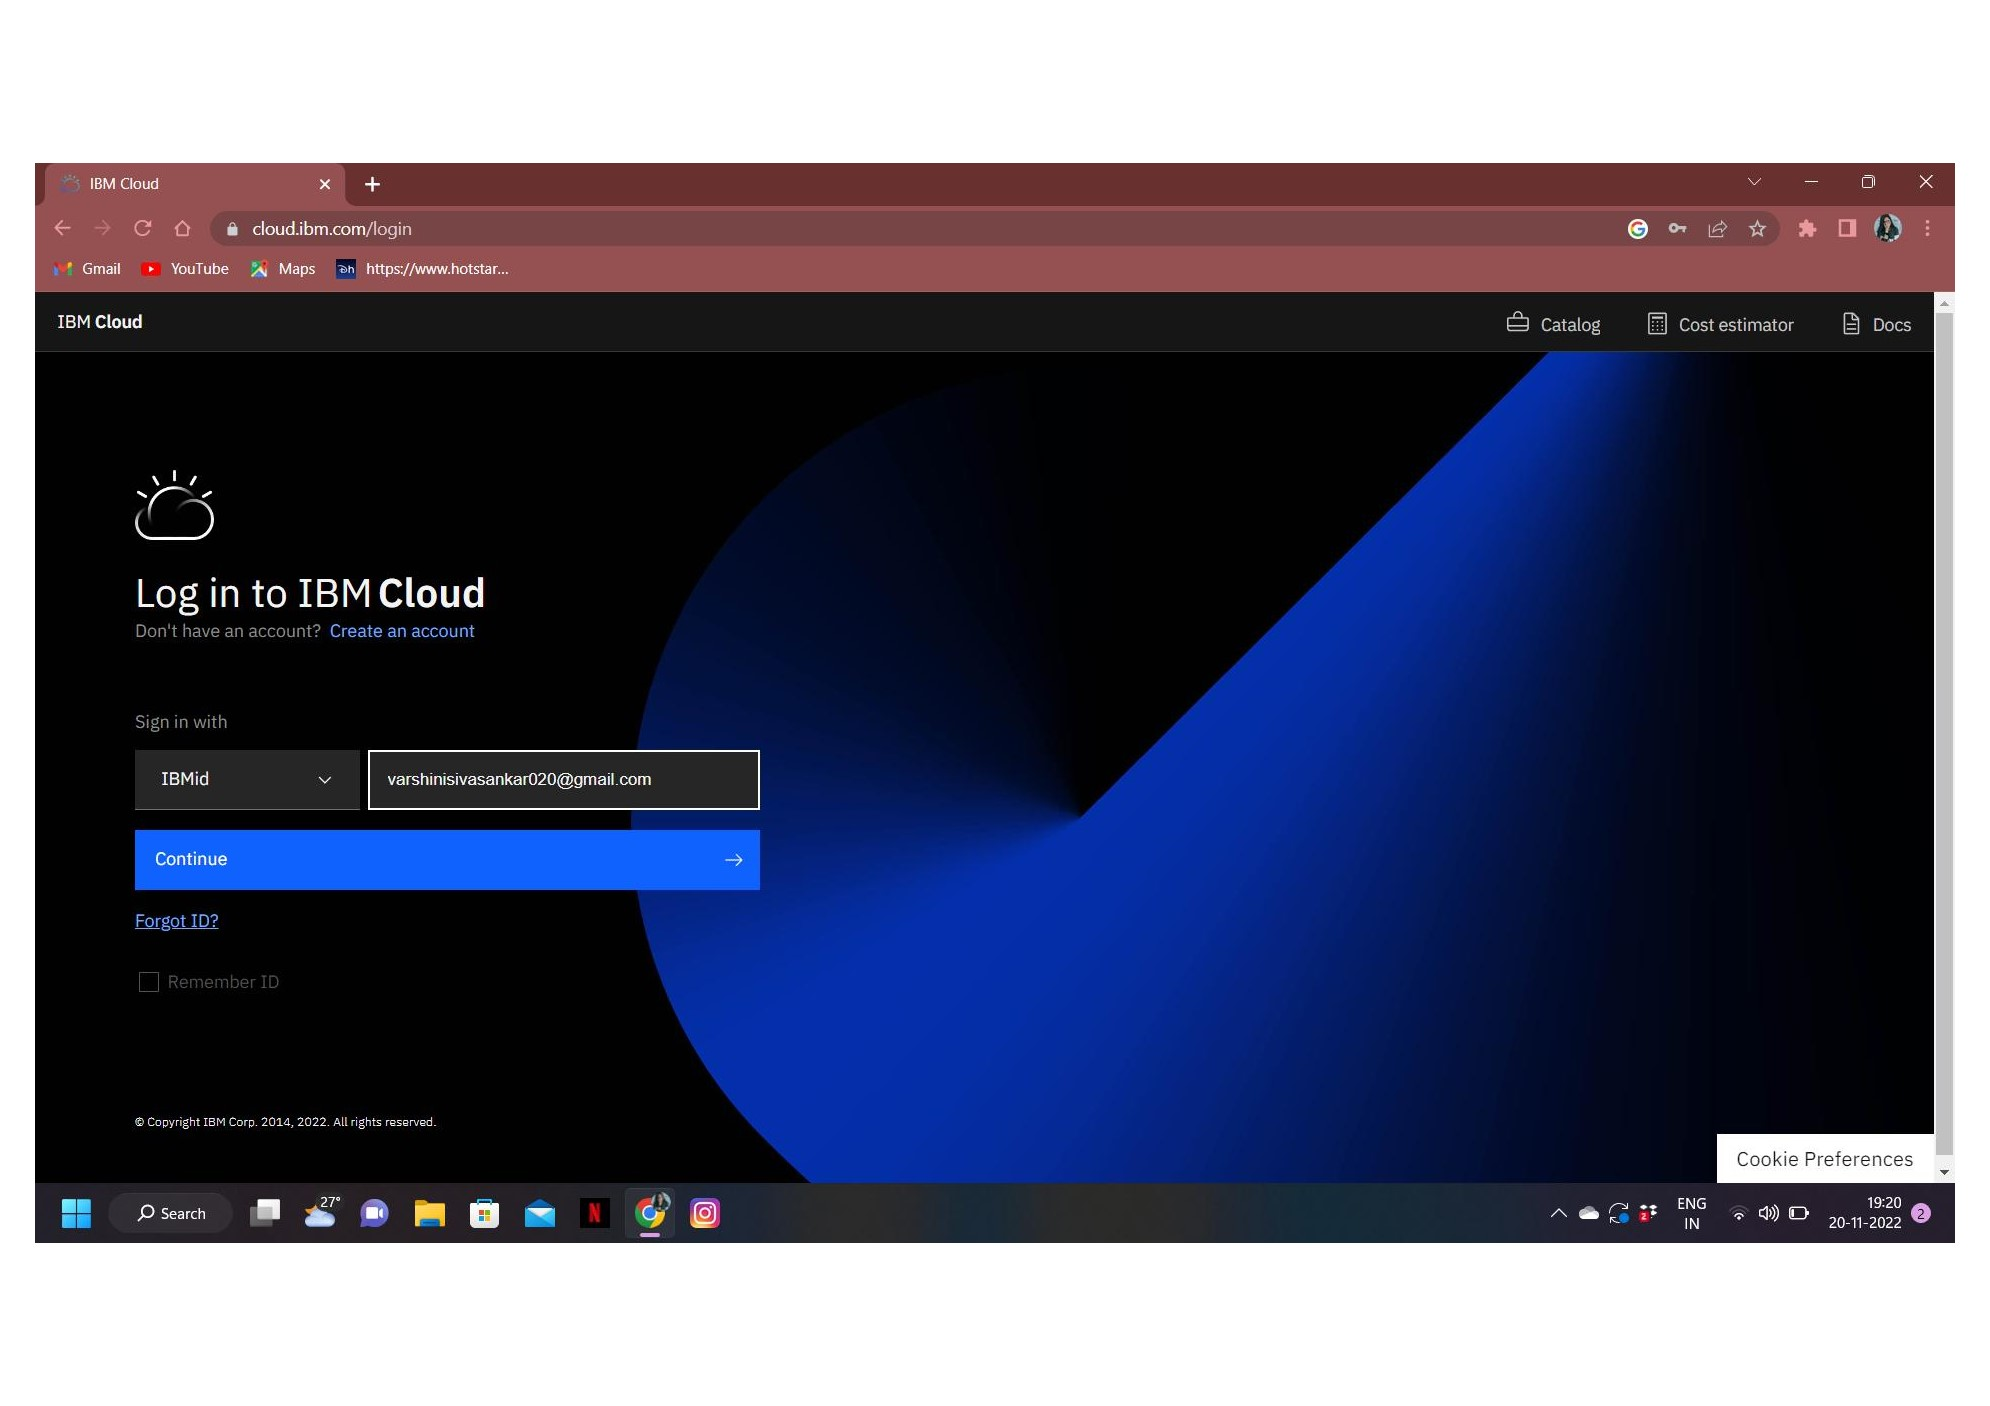 IBM Cloud
cloud.ibm.com/login
Gmail YouTube Maps https://www.hotstar...
IBM Cloud Catalog Cost estimator Docs
Log in to IBM Cloud
Don't have an account? Create an account
Sign in with
IBMid varshinisivasankar020@gmail.com
Continue
Forgot ID?
Remember ID
© Copyright IBM Corp. 2014, 2022. All rights reserved.
Cookie Preferences
27°
Search
ENG
IN
19:20
20-11-2022
2